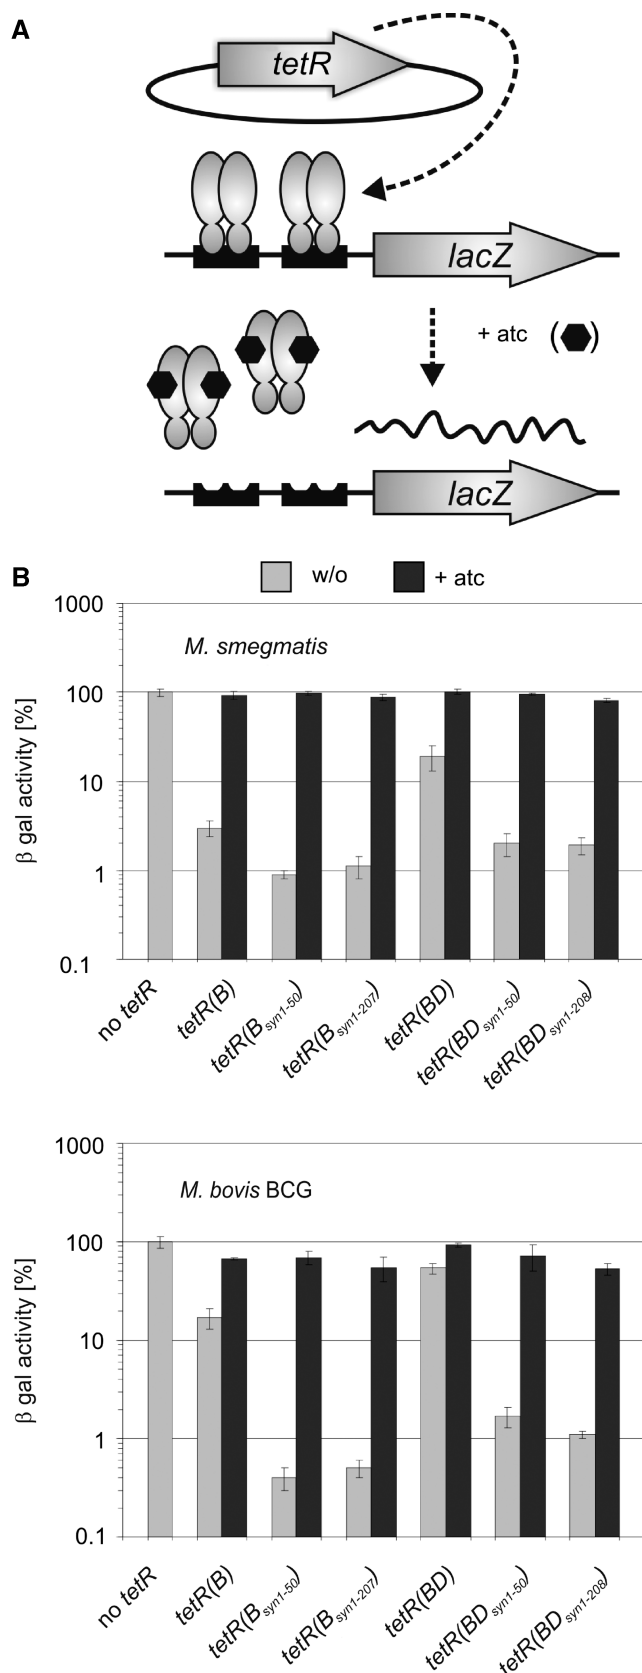 A
tetR
lacZ
+ atc ( )
lacZ
B
w/o + atc
1000
M. smegmatis
100
10
1
0.1
β gal activity [%]
no tetR
tetR(B)
tetR(Bsyn1-50)
tetR(Bsyn1-207)
tetR(BD)
tetR(BDsyn1-50)
tetR(BDsyn1-208)
1000
M. bovis BCG
100
10
1
0.1
β gal activity [%]
no tetR
tetR(B)
tetR(Bsyn1-50)
tetR(Bsyn1-207)
tetR(BD)
tetR(BDsyn1-50)
tetR(BDsyn1-208)